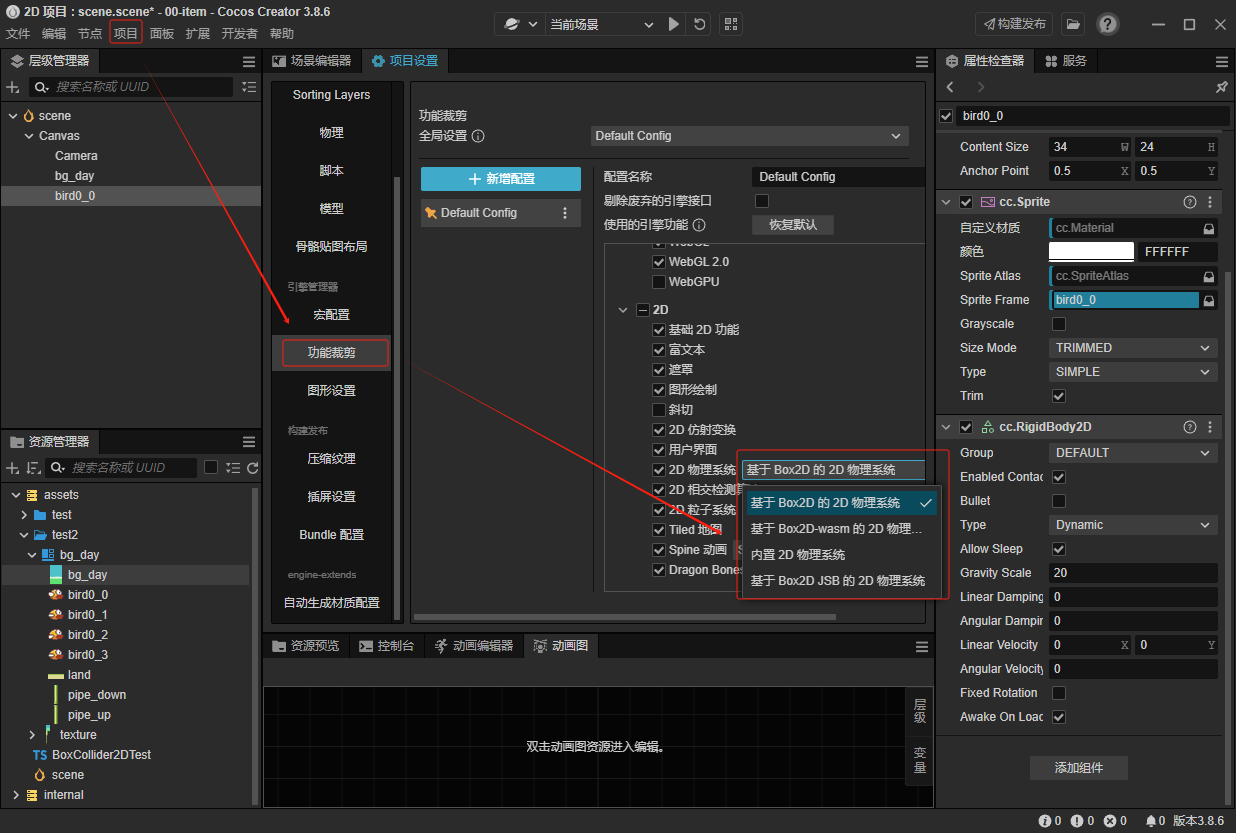 2D 项目 : scene.scene* - 00-item - Cocos Creator 3.8.6
文件 编辑 节点 项目 面板 扩展 开发者 帮助
当前场景
构建发布
层级管理器
搜索名称或 UUID
scene
Canvas
Camera
bg_day
bird0_0
资源管理器
搜索名称或 UUID
assets
test
test2
bg_day
bg_day
bird0_0
bird0_1
bird0_2
bird0_3
land
pipe_down
pipe_up
texture
TS BoxCollider2DTest
scene
internal
场景编辑器 项目设置
Sorting Layers
物理
脚本
模型
骨骼贴图布局
引擎管理器
宏配置
功能裁剪
图形设置
构建发布
压缩纹理
插屏设置
Bundle 配置
engine-extends
自动生成材质配置
功能裁剪
全局设置 Default Config
新增配置
Default Config
配置名称 Default Config
剔除废弃的引擎接口
使用的引擎功能 恢复默认
WebGL
WebGL 2.0
WebGPU
2D
基础 2D 功能
富文本
遮罩
图形绘制
斜切
2D 仿射变换
用户界面
2D 物理系统 基于 Box2D 的 2D 物理系统
2D 相交检测
基于 Box2D 的 2D 物理系统
2D 粒子系统
基于 Box2D-wasm 的 2D 物理...
Tiled 地图
Spine 动画 S
内置 2D 物理系统
Dragon Bones
基于 Box2D JSB 的 2D 物理系统
资源预览 控制台 动画编辑器 动画图
双击动画图资源进入编辑。
层级
变量
属性检查器 服务
bird0_0
Content Size 34 W 24 H
Anchor Point 0.5 X 0.5 Y
cc.Sprite
自定义材质 cc.Material
颜色 FFFFFF
Sprite Atlas cc.SpriteAtlas
Sprite Frame bird0_0
Grayscale
Size Mode TRIMMED
Type SIMPLE
Trim
cc.RigidBody2D
Group DEFAULT
Enabled Contac
Bullet
Type Dynamic
Allow Sleep
Gravity Scale 20
Linear Damping 0
Angular Dampir 0
Linear Velocity 0 X 0 Y
Angular Velocity 0
Fixed Rotation
Awake On Load
添加组件
0 0 0 0 版本3.8.6